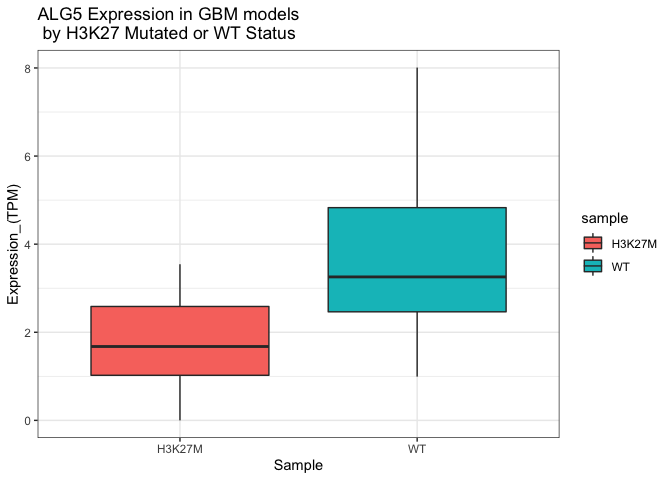 ALG5 Expression in GBM models
by H3K27 Mutated or WT Status
8
6
4
2
0
Expression_(TPM)
H3K27M
WT
Sample
sample
H3K27M
WT